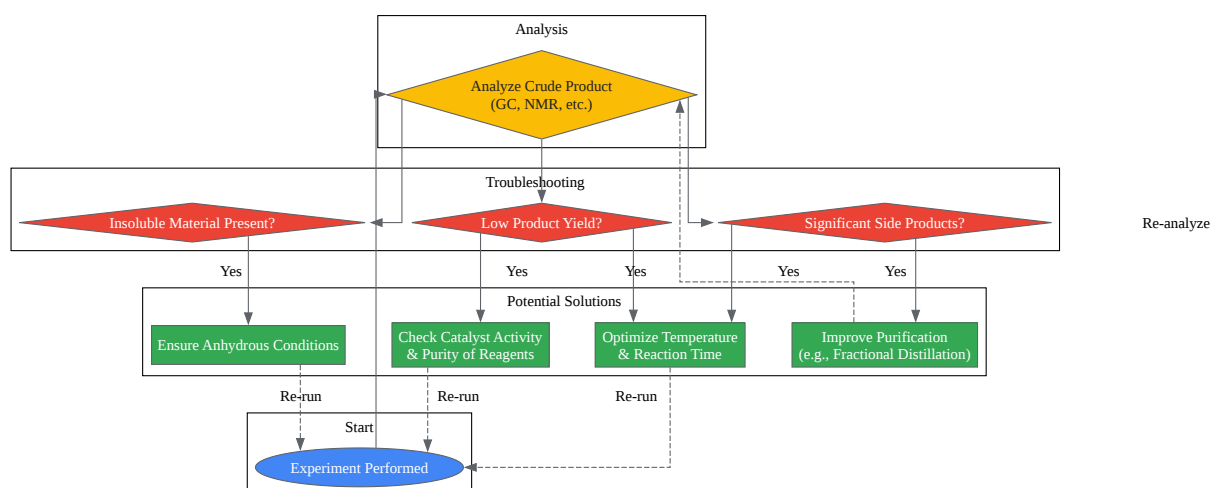 Analysis
Analyze Crude Product
(GC, NMR, etc.)
Troubleshooting
Insoluble Material Present?
Low Product Yield?
Significant Side Products?
Re-analyze
Yes
Yes
Yes
Yes
Yes
Potential Solutions
Ensure Anhydrous Conditions
Check Catalyst Activity
& Purity of Reagents
Optimize Temperature
& Reaction Time
Improve Purification
(e.g., Fractional Distillation)
Re-run
Re-run
Re-run
Start
Experiment Performed